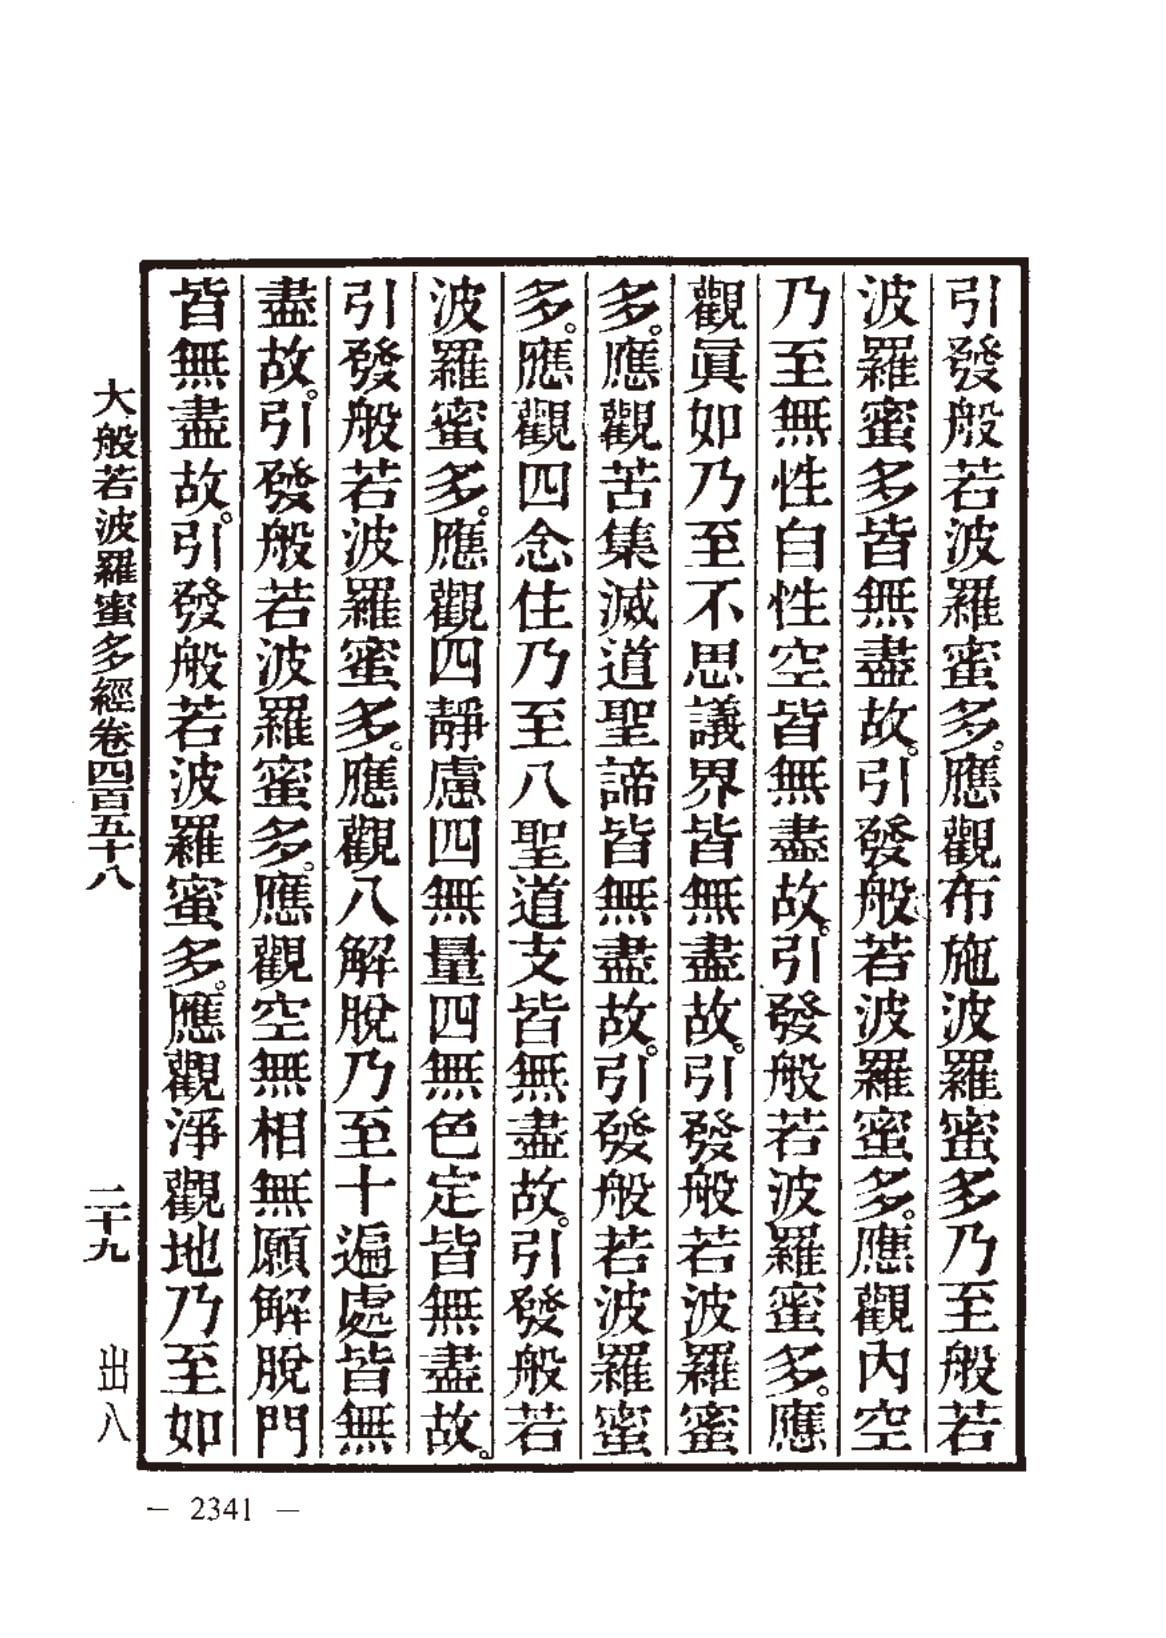 引發般若波羅蜜多。應觀布施波羅蜜多乃至般若
波羅蜜多皆無盡故。引發般若波羅蜜多。應觀內空
乃至無性自性空皆無盡故。引發般若波羅蜜多。應
觀眞如乃至不思議界皆無盡故。引發般若波羅蜜
多。應觀苦集滅道聖諦皆無盡故。引發般若波羅蜜
多。應觀四念住乃至八聖道支皆無盡故。引發般若
波羅蜜多。應觀四靜慮四無量四無色定皆無盡故。
引發般若波羅蜜多。應觀八解脫乃至十遍處皆無
盡故。引發般若波羅蜜多。應觀空無相無願解脫門
皆無盡故。引發般若波羅蜜多。應觀淨觀地乃至如
大般若波羅蜜多經卷四百五十八 二十九 出八
— 2341 —